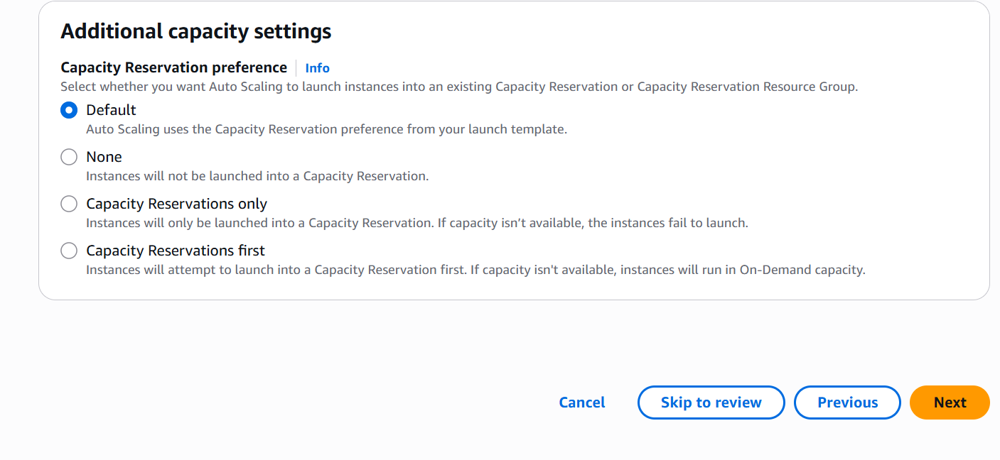 Additional capacity settings
Capacity Reservation preference Info
Select whether you want Auto Scaling to launch instances into an existing Capacity Reservation or Capacity Reservation Resource Group.
Default
Auto Scaling uses the Capacity Reservation preference from your launch template.
None
Instances will not be launched into a Capacity Reservation.
Capacity Reservations only
Instances will only be launched into a Capacity Reservation. If capacity isn’t available, the instances fail to launch.
Capacity Reservations first
Instances will attempt to launch into a Capacity Reservation first. If capacity isn't available, instances will run in On-Demand capacity.
Cancel Skip to review Previous Next